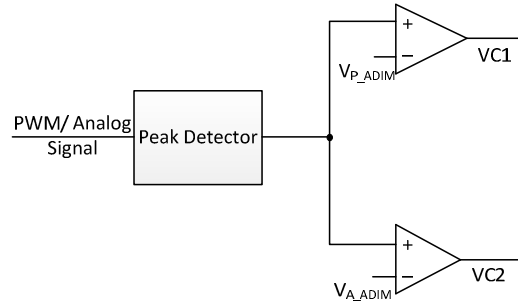 +
−
V_P_ADIM
VC1
PWM/ Analog
Signal
Peak Detector
+
−
V_A_ADIM
VC2